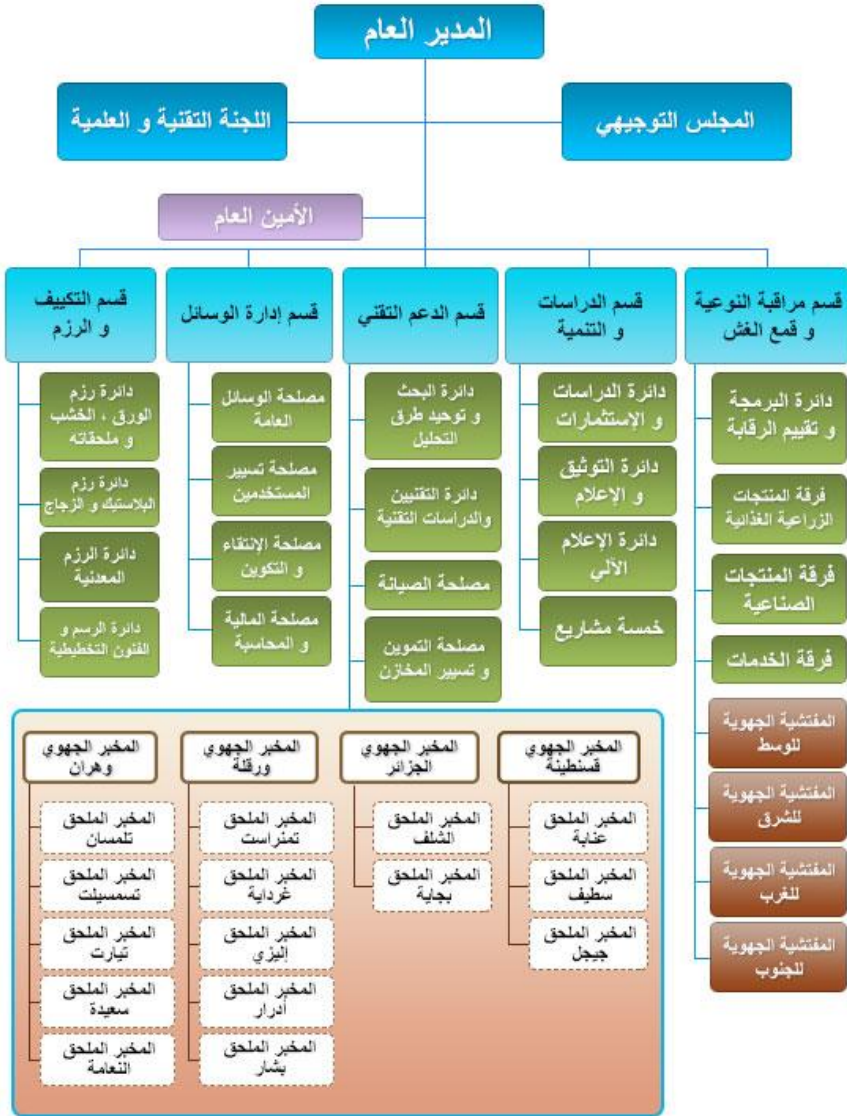 المدير العام
المجلس التوجيهي
اللجنة التقنية و العلمية
الأمين العام
قسم مراقبة النوعية
و قمع الغش
دائرة البرمجة
و تقييم الرقابة
فرقة المنتجات
الزراعية الغذائية
فرقة المنتجات
الصناعية
فرقة الخدمات
المفتشية الجهوية
للوسط
المفتشية الجهوية
للشرق
المفتشية الجهوية
للغرب
المفتشية الجهوية
للجنوب
قسم الدراسات
و التنمية
دائرة الدراسات
و الإستثمارات
دائرة التوثيق
و الإعلام
دائرة الإعلام
الآلي
خمسة مشاريع
قسم الدعم التقني
دائرة البحث
و توحيد طرق
التحليل
دائرة التقنيين
والدراسات التقنية
مصلحة الصيانة
مصلحة التموين
و تسيير المخازن
قسم إدارة الوسائل
مصلحة الوسائل
العامة
مصلحة تسيير
المستخدمين
مصلحة الإنتقاء
و التكوين
مصلحة المالية
و المحاسبة
قسم التكييف
و الرزم
دائرة رزم
الورق ، الخشب
و ملحقاته
دائرة رزم
البلاستيك و الزجاج
دائرة الرزم
المعدنية
دائرة الرسم و
الفنون التخطيطية
المخبر الجهوي
قسنطينة
المخبر الملحق
عنابة
المخبر الملحق
سطيف
المخبر الملحق
جيجل
المخبر الجهوي
الجزائر
المخبر الملحق
الشلف
المخبر الملحق
بجاية
المخبر الجهوي
ورقلة
المخبر الملحق
تمنراست
المخبر الملحق
غرداية
المخبر الملحق
إليزي
المخبر الملحق
أدرار
المخبر الملحق
بشار
المخبر الجهوي
وهران
المخبر الملحق
تلمسان
المخبر الملحق
تسمسيلت
المخبر الملحق
تيارت
المخبر الملحق
سعيدة
المخبر الملحق
النعامة